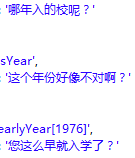 : '哪年入的校呢？'
sYear',
: '这个年份好像不对啊？'
earlyYear[1976]',
: '您这么早就入学了？'